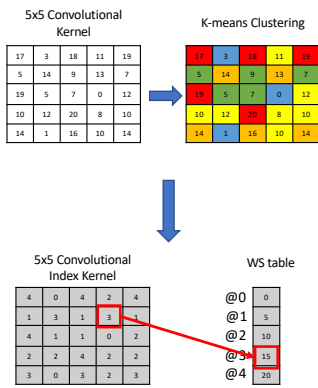 5x5 Convolutional
Kernel
K-means Clustering
17 3 18 11 19
5 14 9 13 7
19 5 7 0 12
10 12 20 8 10
14 1 16 10 14
17 3 18 11 19
5 14 9 13 7
19 5 7 0 12
10 12 20 8 10
14 1 16 10 14
5x5 Convolutional
Index Kernel
WS table
4 0 4 2 4
1 3 1 3 1
4 1 1 0 2
2 2 4 2 2
3 0 3 2 3
@0 0
@1 5
@2 10
@3 15
@4 20